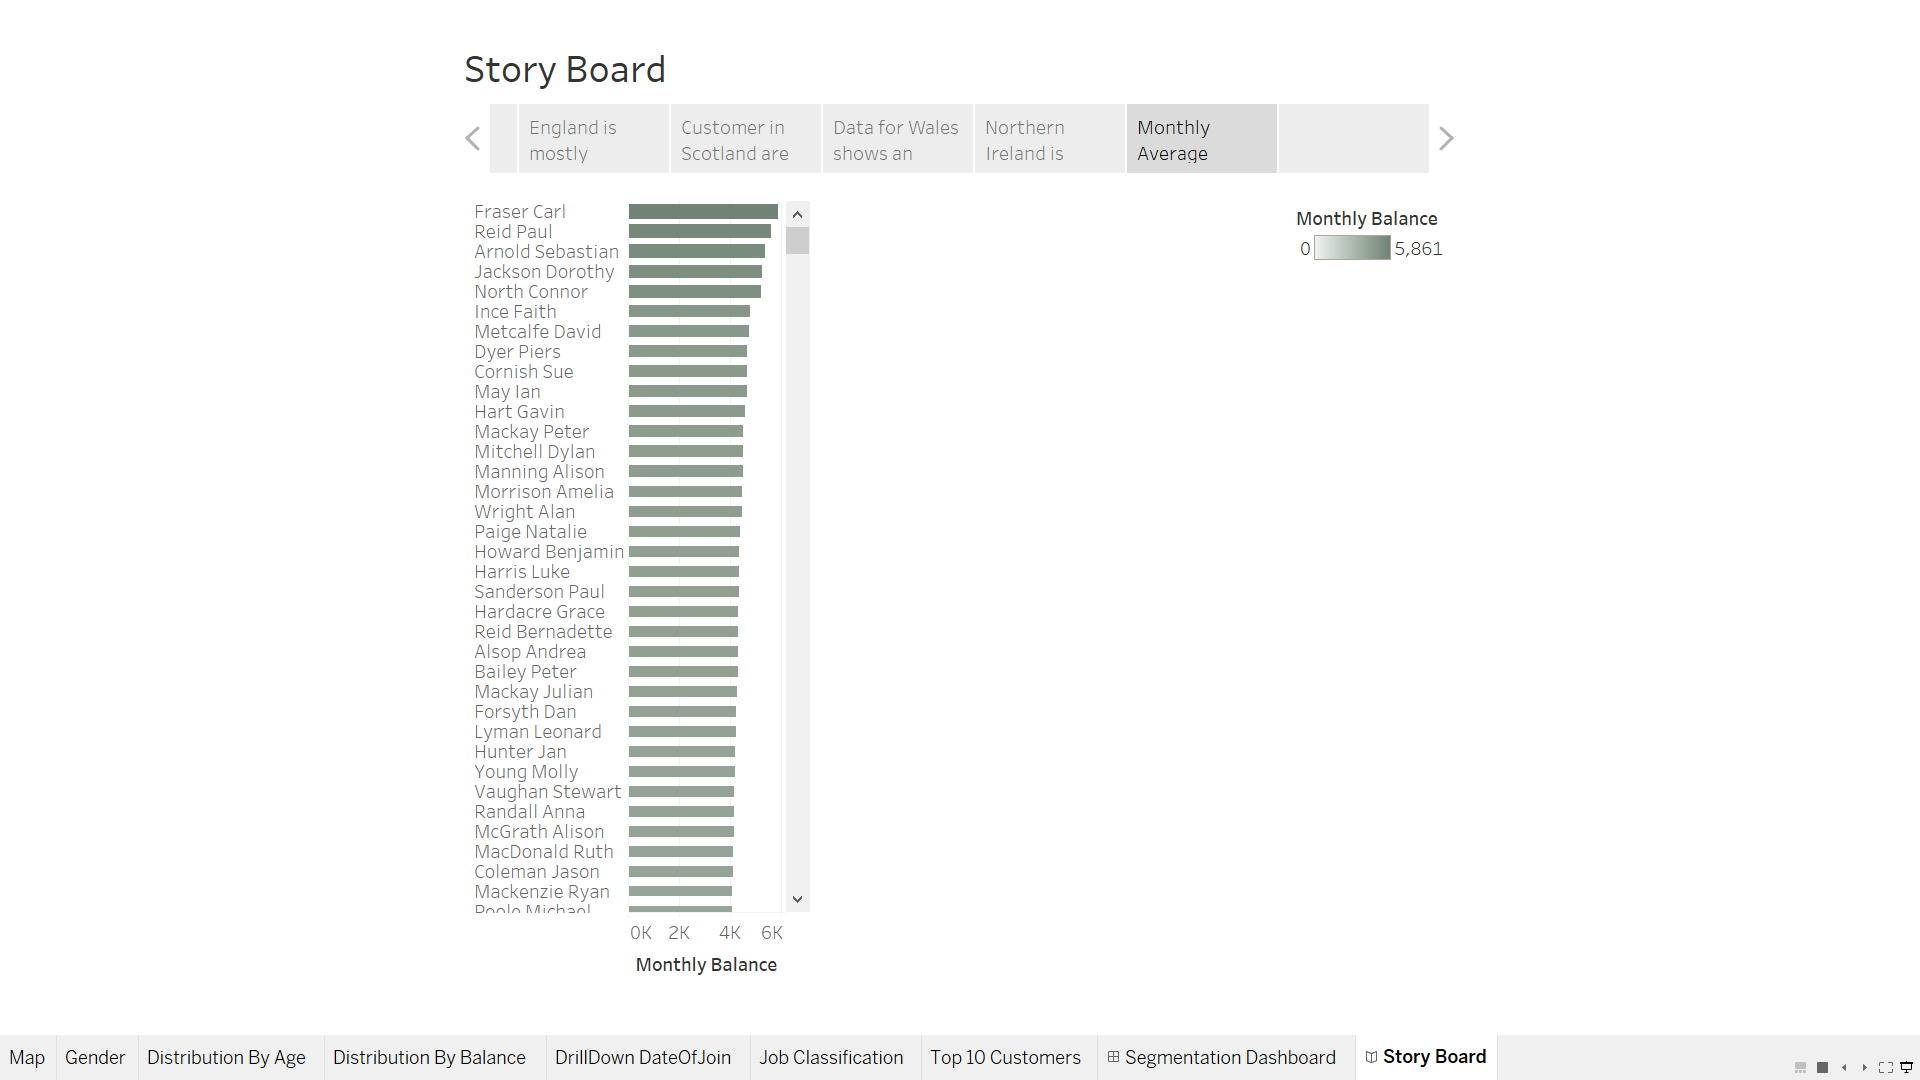 Story Board
England is
mostly
Customer in
Scotland are
Data for Wales
shows an
Northern
Ireland is
Monthly
Average
Fraser Carl
Reid Paul
Arnold Sebastian
Jackson Dorothy
North Connor
Ince Faith
Metcalfe David
Dyer Piers
Cornish Sue
May Ian
Hart Gavin
Mackay Peter
Mitchell Dylan
Manning Alison
Morrison Amelia
Wright Alan
Paige Natalie
Howard Benjamin
Harris Luke
Sanderson Paul
Hardacre Grace
Reid Bernadette
Alsop Andrea
Bailey Peter
Mackay Julian
Forsyth Dan
Lyman Leonard
Hunter Jan
Young Molly
Vaughan Stewart
Randall Anna
McGrath Alison
MacDonald Ruth
Coleman Jason
Mackenzie Ryan
Poole Michael
0K 2K 4K 6K
Monthly Balance
Monthly Balance
0 5,861
Map Gender Distribution By Age Distribution By Balance DrillDown DateOfJoin Job Classification Top 10 Customers Segmentation Dashboard Story Board